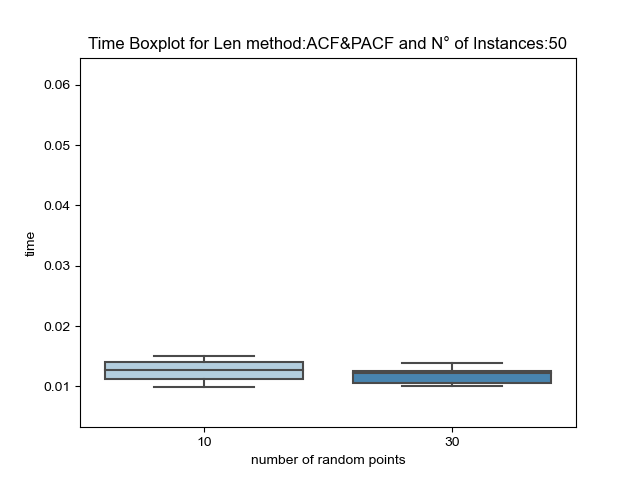 Time Boxplot for Len method:ACF&PACF and N° of Instances:50
0.06
0.05
0.04
0.03
0.02
0.01
time
10 30
number of random points